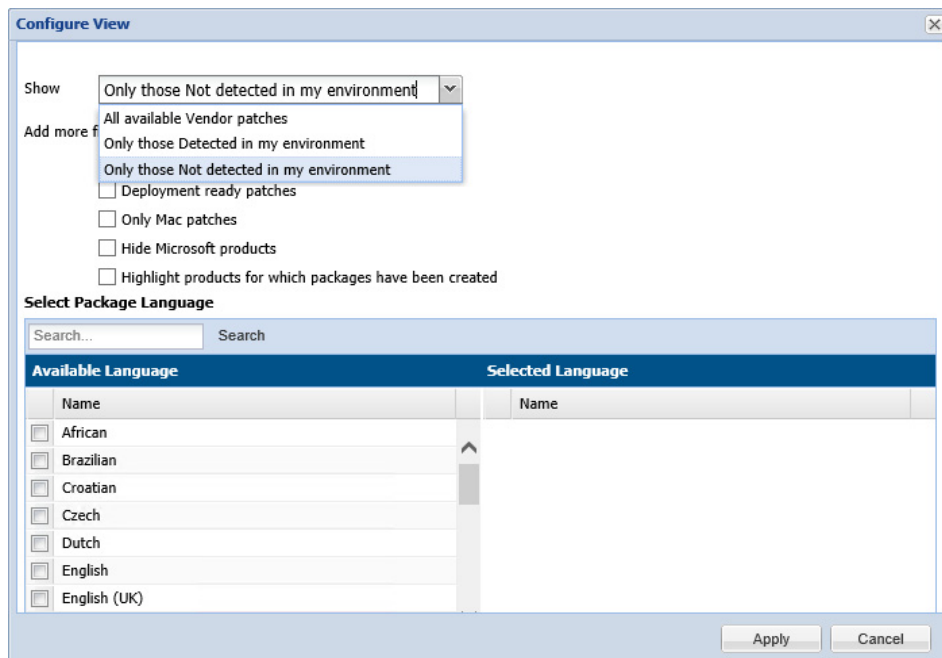 Configure View
Show
Only those Not detected in my environment
All available Vendor patches
Add more f
Only those Detected in my environment
Only those Not detected in my environment
Deployment ready patches
Only Mac patches
Hide Microsoft products
Highlight products for which packages have been created
Select Package Language
Search...
Search
Available Language
Selected Language
Name
Name
African
Brazilian
Croatian
Czech
Dutch
English
English (UK)
Apply
Cancel